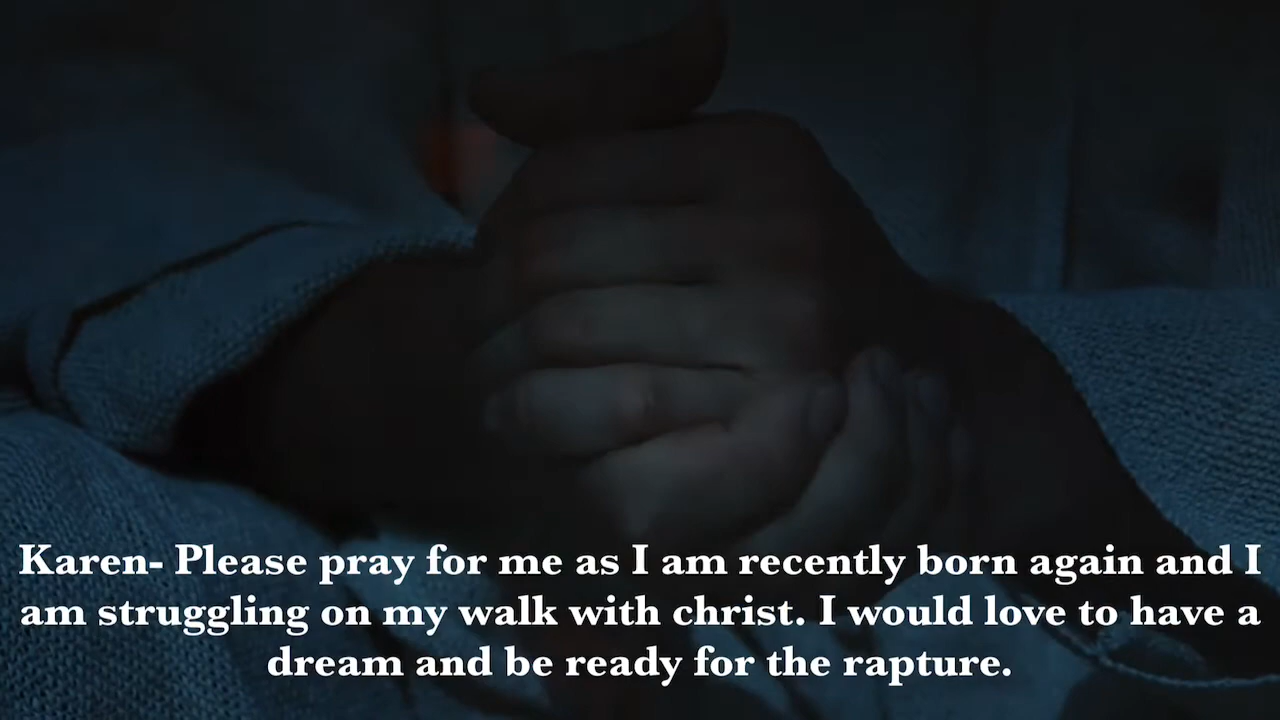 Karen- Please pray for me as I am recently born again and I
am struggling on my walk with christ. I would love to have a
dream and be ready for the rapture.